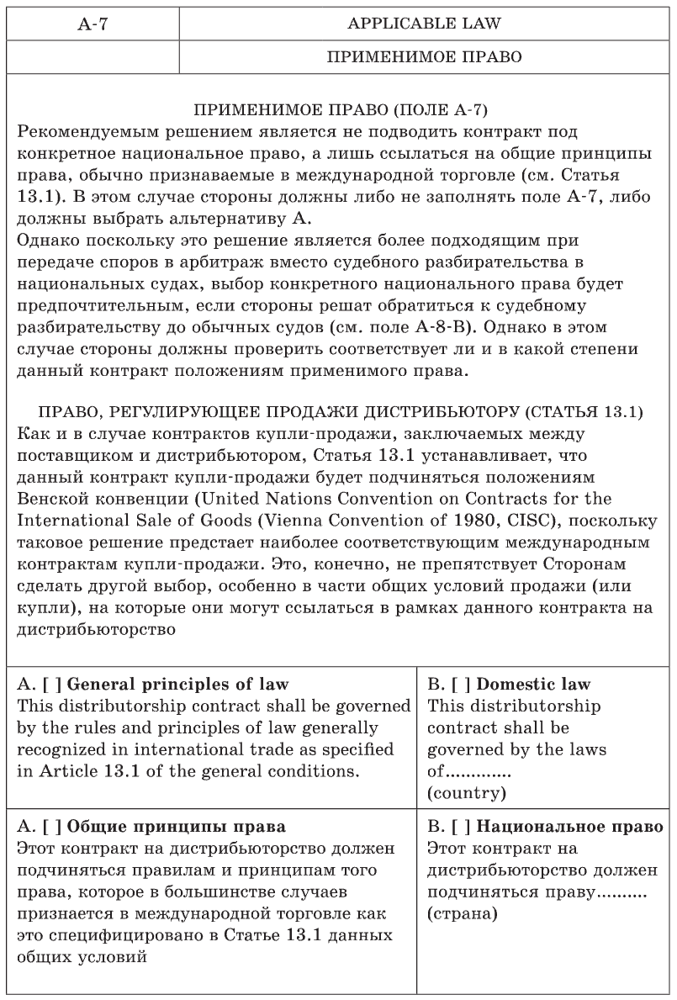 А-7
APPLICABLE LAW
ПРИМЕНИМОЕ ПРАВО
ПРИМЕНИМОЕ ПРАВО (ПОЛЕ А-7)
Рекомендуемым решением является не подводить контракт под
конкретное национальное право, а лишь ссылаться на общие принципы
права, обычно признаваемые в международной торговле (см. Статья
13.1). В этом случае стороны должны либо не заполнять поле А-7, либо
должны выбрать альтернативу А.
Однако поскольку это решение является более подходящим при
передаче споров в арбитраж вместо судебного разбирательства в
национальных судах, выбор конкретного национального права будет
предпочтительным, если стороны решат обратиться к судебному
разбирательству до обычных судов (см. поле А-8-В). Однако в этом
случае стороны должны проверить соответствует ли и в какой степени
данный контракт положениям применимого права.
ПРАВО, РЕГУЛИРУЮЩЕЕ ПРОДАЖИ ДИСТРИБЬЮТОРУ (СТАТЬЯ 13.1)
Как и в случае контрактов купли-продажи, заключаемых между
поставщиком и дистрибьютором, Статья 13.1 устанавливает, что
данный контракт купли-продажи будет подчиняться положениям
Венской конвенции (United Nations Convention on Contracts for the
International Sale of Goods (Vienna Convention of 1980, CISC), поскольку
таковое решение предстает наиболее соответствующим международным
контрактам купли-продажи. Это, конечно, не препятствует Сторонам
сделать другой выбор, особенно в части общих условий продажи (или
купли), на которые они могут ссылаться в рамках данного контракта на
дистрибьюторство
A. [ ] General principles of law
This distributorship contract shall be governed
by the rules and principles of law generally
recognized in international trade as specified
in Article 13.1 of the general conditions.
B. [ ] Domestic law
This distributorship
contract shall be
governed by the laws
of.............
(country)
А. [ ] Общие принципы права
Этот контракт на дистрибьюторство должен
подчиняться правилам и принципам того
права, которое в большинстве случаев
признается в международной торговле как
это специфицировано в Статье 13.1 данных
общих условий
В. [ ] Национальное право
Этот контракт на
дистрибьюторство должен
подчиняться праву..........
(страна)